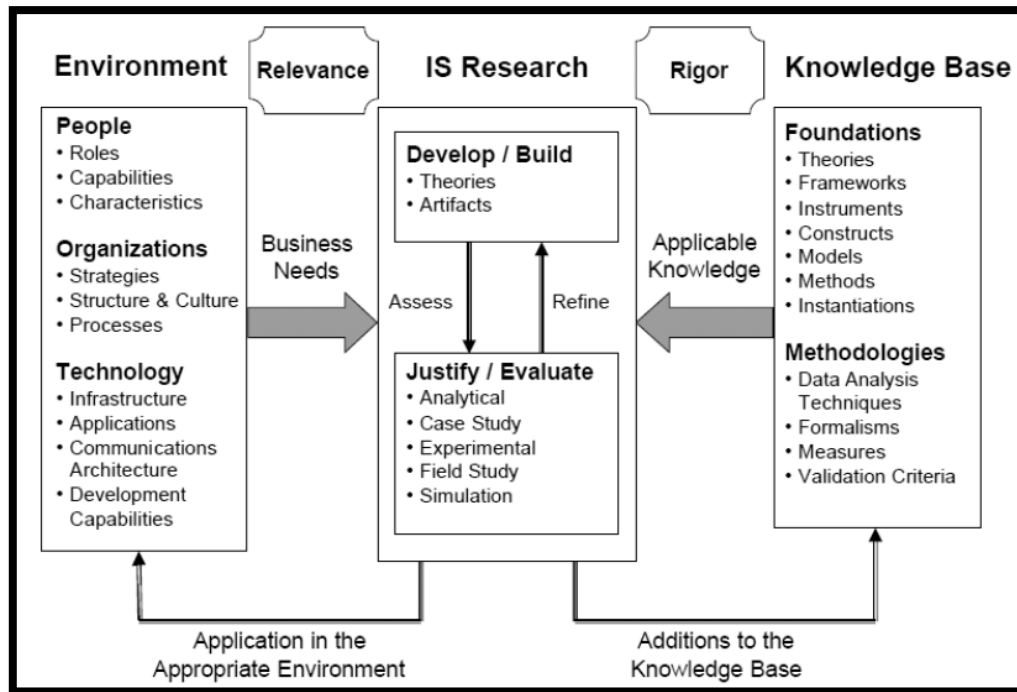 Environment
Relevance
IS Research
Rigor
Knowledge Base
People
• Roles
• Capabilities
• Characteristics
Organizations
• Strategies
• Structure & Culture
• Processes
Technology
• Infrastructure
• Applications
• Communications
Architecture
• Development
Capabilities
Business
Needs
Develop / Build
• Theories
• Artifacts
Assess
Refine
Justify / Evaluate
• Analytical
• Case Study
• Experimental
• Field Study
• Simulation
Applicable
Knowledge
Foundations
• Theories
• Frameworks
• Instruments
• Constructs
• Models
• Methods
• Instantiations
Methodologies
• Data Analysis
Techniques
• Formalisms
• Measures
• Validation Criteria
Application in the
Appropriate Environment
Additions to the
Knowledge Base